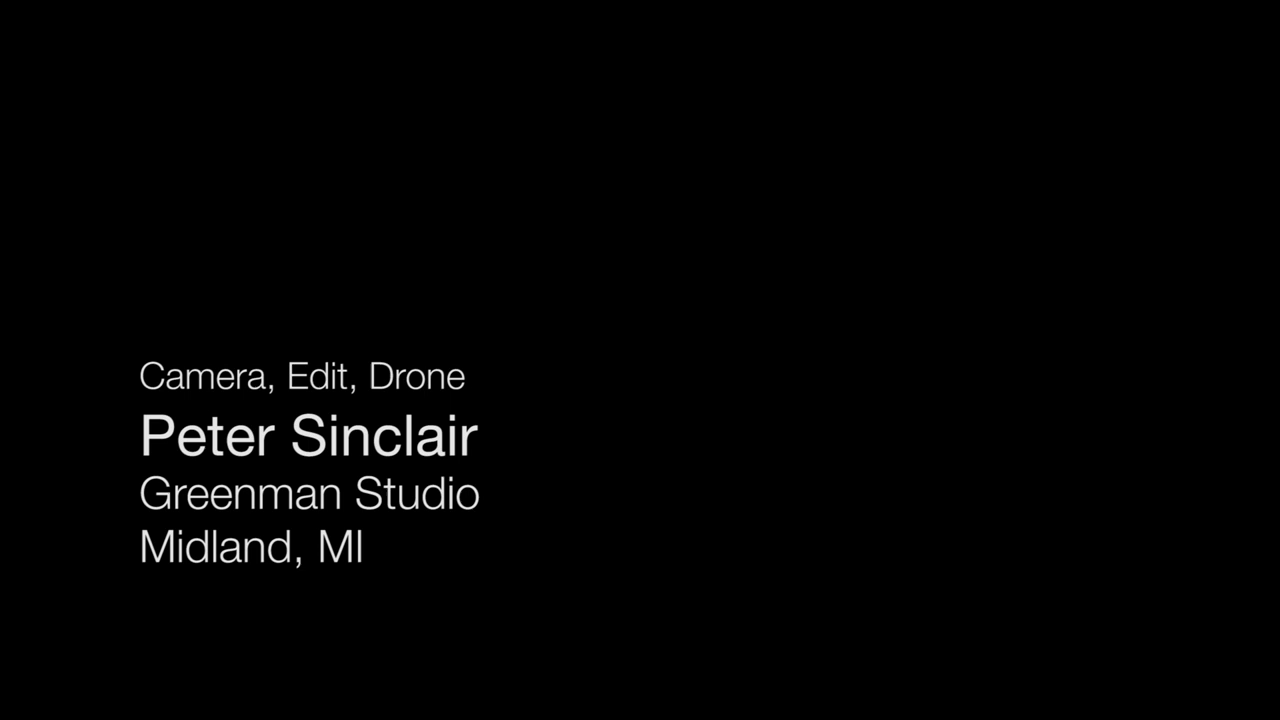 Camera, Edit, Drone
Peter Sinclair
Greenman Studio
Midland, MI